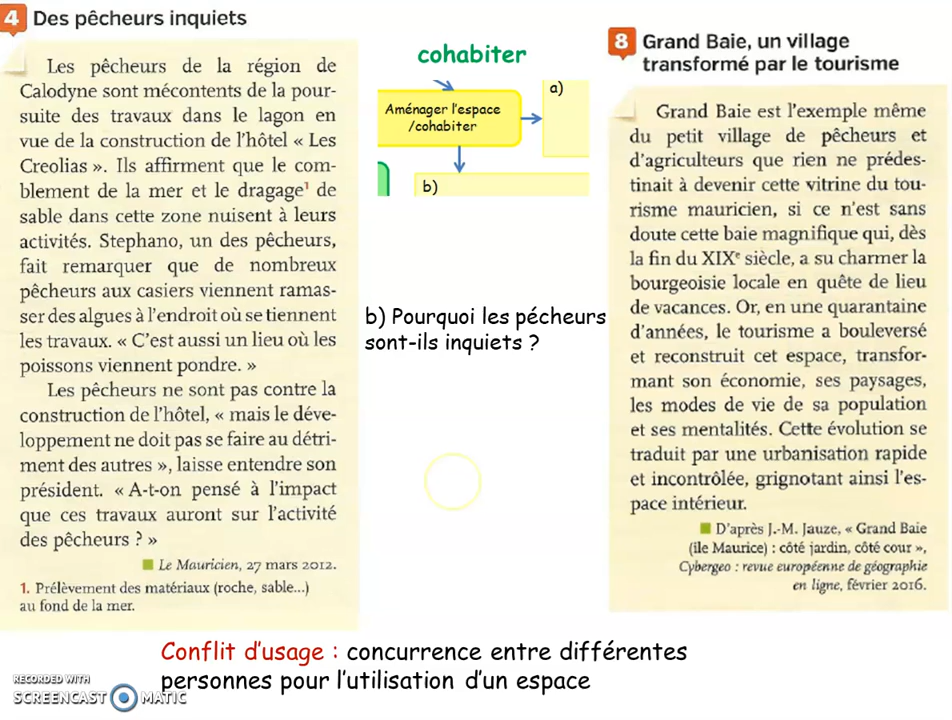 4 Des pêcheurs inquiets
Les pêcheurs de la région de
Calodyne sont mécontents de la pour-
suite des travaux dans le lagon en
vue de la construction de l'hôtel « Les
Creolias ». Ils affirment que le com-
blement de la mer et le dragage¹ de
sable dans cette zone nuisent à leurs
activités. Stephano, un des pêcheurs,
fait remarquer que de nombreux
pêcheurs aux casiers viennent ramas-
ser des algues à l'endroit où se tiennent
les travaux. « C'est aussi un lieu où les
poissons viennent pondre. »
Les pêcheurs ne sont pas contre la
construction de l'hôtel, « mais le déve-
loppement ne doit pas se faire au détri-
ment des autres », laisse entendre son
président. « A-t-on pensé à l'impact
que ces travaux auront sur l'activité
des pêcheurs ? »
Le Mauricien, 27 mars 2012.
1. Prélèvement des matériaux (roche, sable...)
au fond de la mer.
cohabiter
Aménager l'espace
/cohabiter
a)
b)
b) Pourquoi les pécheurs
sont-ils inquiets ?
8 Grand Baie, un village
transformé par le tourisme
Grand Baie est l'exemple même
du petit village de pêcheurs et
d'agriculteurs que rien ne prédes-
tinait à devenir cette vitrine du tou-
risme mauricien, si ce n'est sans
doute cette baie magnifique qui, dès
la fin du XIXe siècle, a su charmer la
bourgeoisie locale en quête de lieu
de vacances. Or, en une quarantaine
d'années, le tourisme a bouleversé
et reconstruit cet espace, transfor-
mant son économie, ses paysages,
les modes de vie de sa population
et ses mentalités. Cette évolution se
traduit par une urbanisation rapide
et incontrôlée, grignotant ainsi l'es-
pace intérieur.
D'après J.-M. Jauze, « Grand Baie
(île Maurice) : côté jardin, côté cour »,
Cybergeo : revue européenne de géographie
en ligne, février 2016.
Conflit d'usage : concurrence entre différentes
personnes pour l'utilisation d'un espace
RECORDED WITH
SCREENCAST MATIC